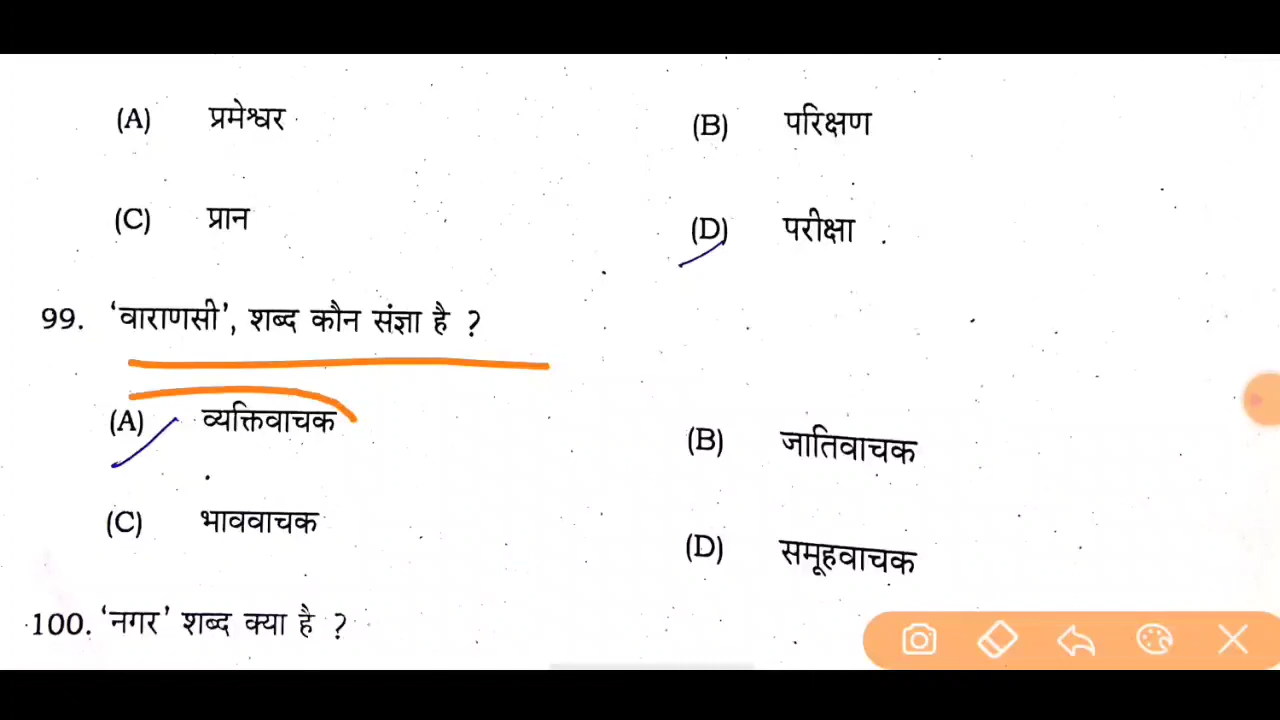 (A) प्रमेश्वर (B) परिक्षण
(C) प्रान (D) परीक्षा
99. ‘वाराणसी’, शब्द कौन संज्ञा है ?
(A) व्यक्तिवाचक (B) जातिवाचक
(C) भाववाचक (D) समूहवाचक
100. ‘नगर’ शब्द क्या है ?